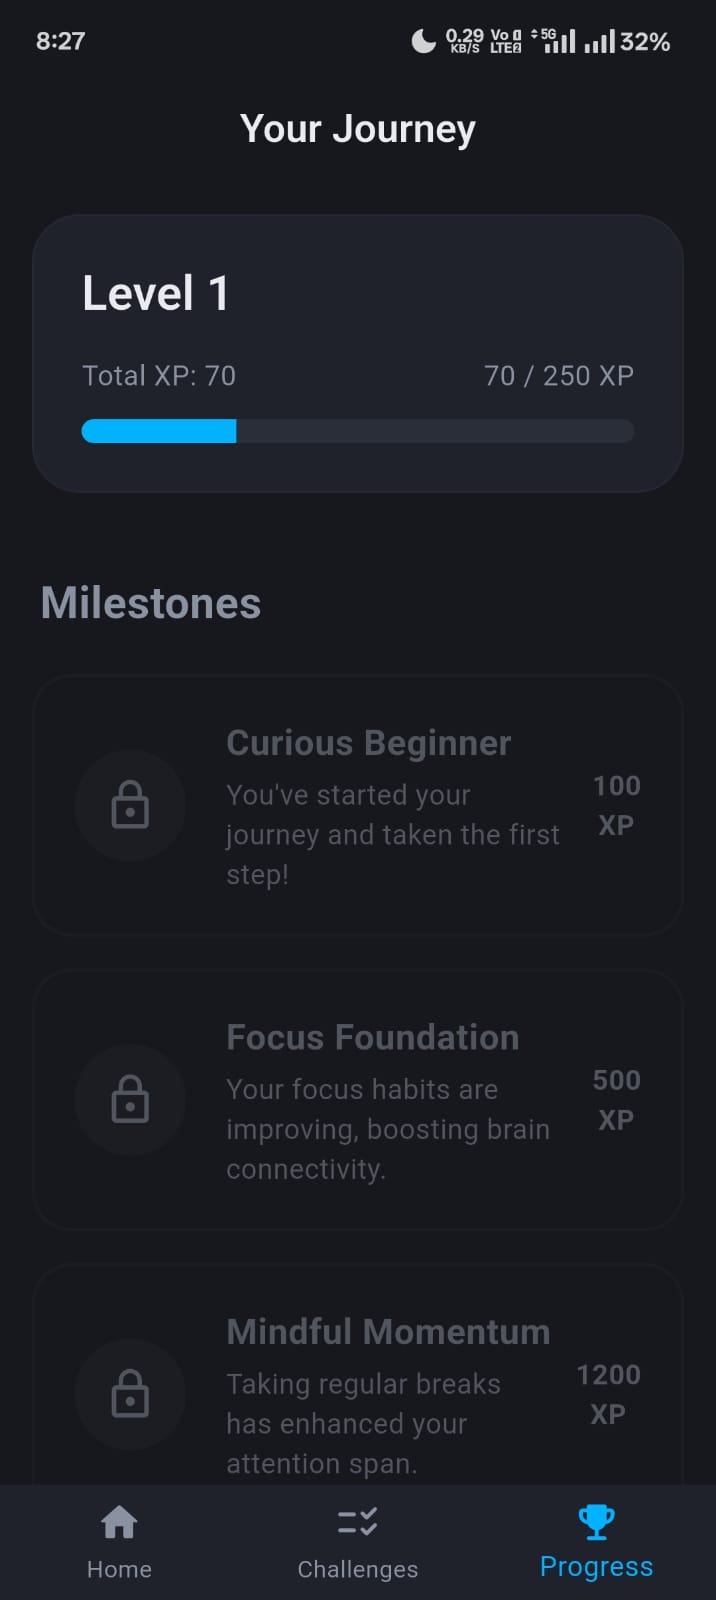 8:27
0.29 KB/S Vo LTE2 5G 32%
Your Journey
Level 1
Total XP: 70
70 / 250 XP
Milestones
Curious Beginner
You've started your
journey and taken the first
step!
100
XP
Focus Foundation
Your focus habits are
improving, boosting brain
connectivity.
500
XP
Mindful Momentum
Taking regular breaks
has enhanced your
attention span.
1200
XP
Home
Challenges
Progress